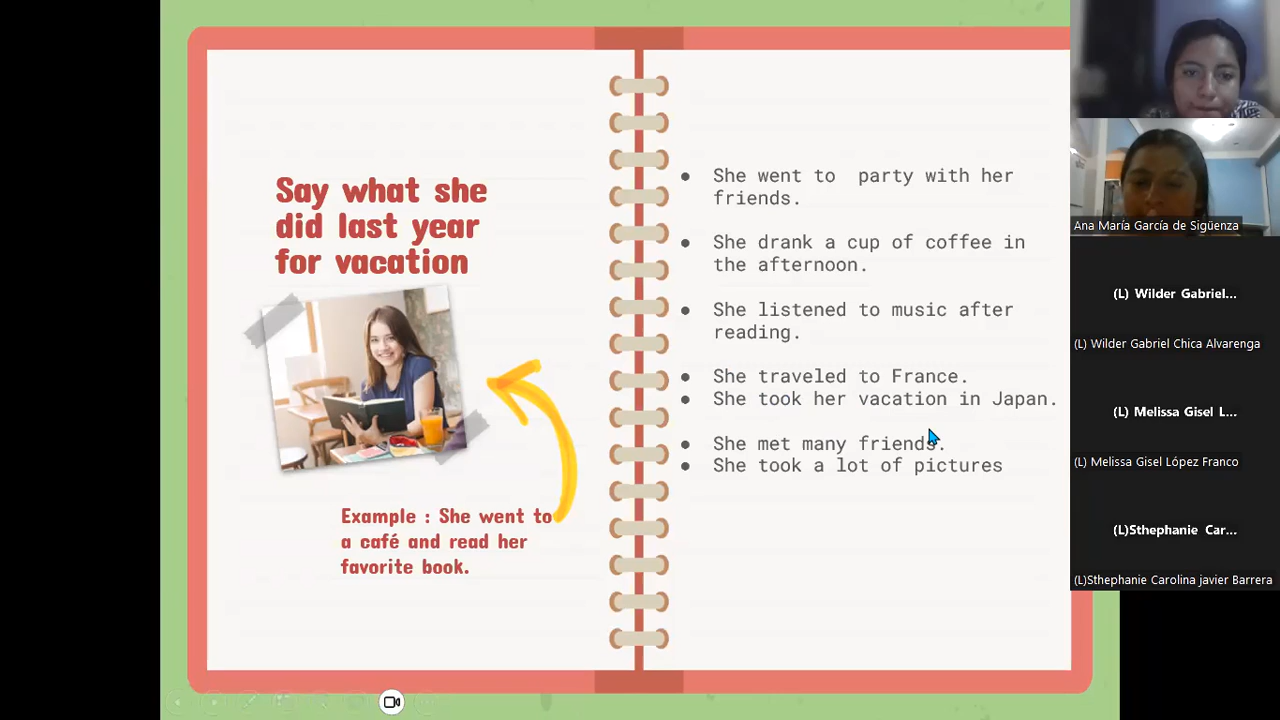 Say what she
did last year
for vacation
Example : She went to
a café and read her
favorite book.
She went to party with her
friends.
She drank a cup of coffee in
the afternoon.
She listened to music after
reading.
She traveled to France.
She took her vacation in Japan.
She met many friends.
She took a lot of pictures
Ana María García de Sigüenza
(L) Wilder Gabriel...
(L) Wilder Gabriel Chica Alvarenga
(L) Melissa Gisel L...
(L) Melissa Gisel López Franco
(L)Sthephanie Car...
(L)Sthephanie Carolina javier Barrera